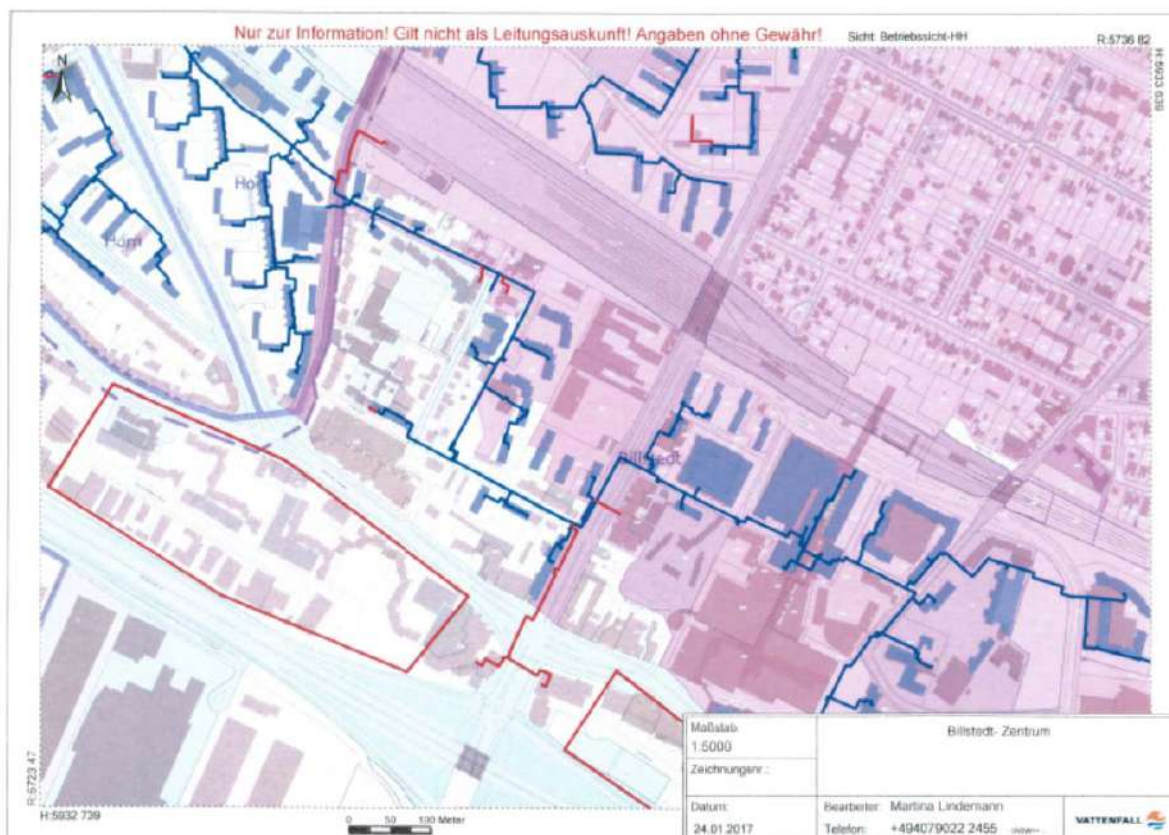 Nur zur Information! Gilt nicht als Leitungsauskunft! Angaben ohne Gewähr!
Sicht: Betriebssicht-HH
R:5736 82
H:5933 639
N
Horn
Horn
Billstedt
R:5723 47
H:5932 739
0 50 100 Meter
Maßstab:
1:5000
Billstedt- Zentrum
Zeichnungsnr.:
Datum:
24.01.2017
Bearbeiter: Martina Lindemann
Telefon: +494079022 2455
VATTENFALL